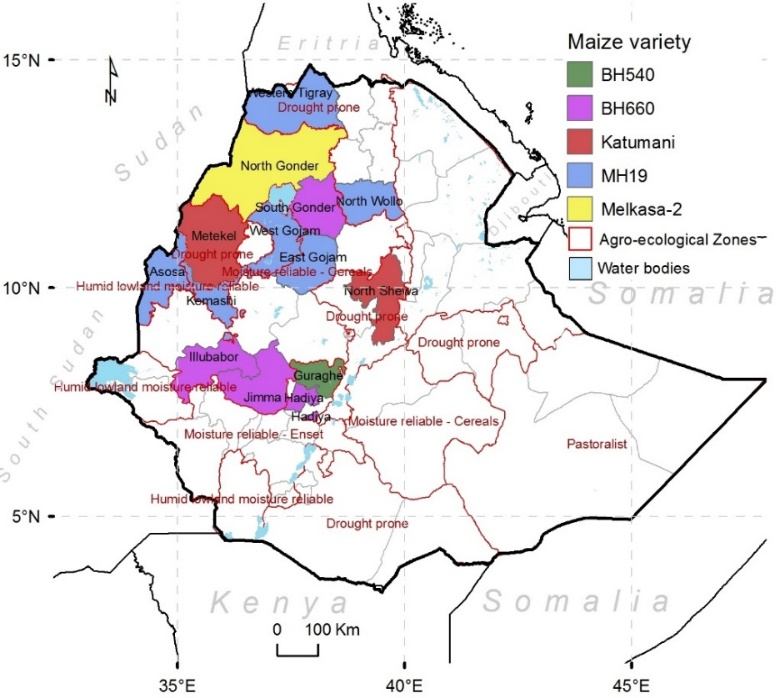 Eritria
Maize variety
15°N
BH540
Western Tigray
Drought prone
N
BH660
Sudan
Katumani
North Gonder
MH19
South Gonder
North Wollo
Djibouti
Melkasa-2
West Gojam
Metekel
Agro-ecological Zones
Drought prone
East Gojam
Asosa
Moisture reliable - Cereals
Water bodies
Humid lowland moisture reliable
10°N
North Shewa
Somalia
Kemashi
Drought prone
Drought prone
Illubabor
South Sudan
Guraghe
Humid lowland moisture reliable
Jimma
Hadiya
Hadiya
Moisture reliable - Cereals
Moisture reliable - Enset
Pastoralist
Humid lowland moisture reliable
5°N
Drought prone
Kenya
Somalia
0 100 Km
35°E
40°E
45°E